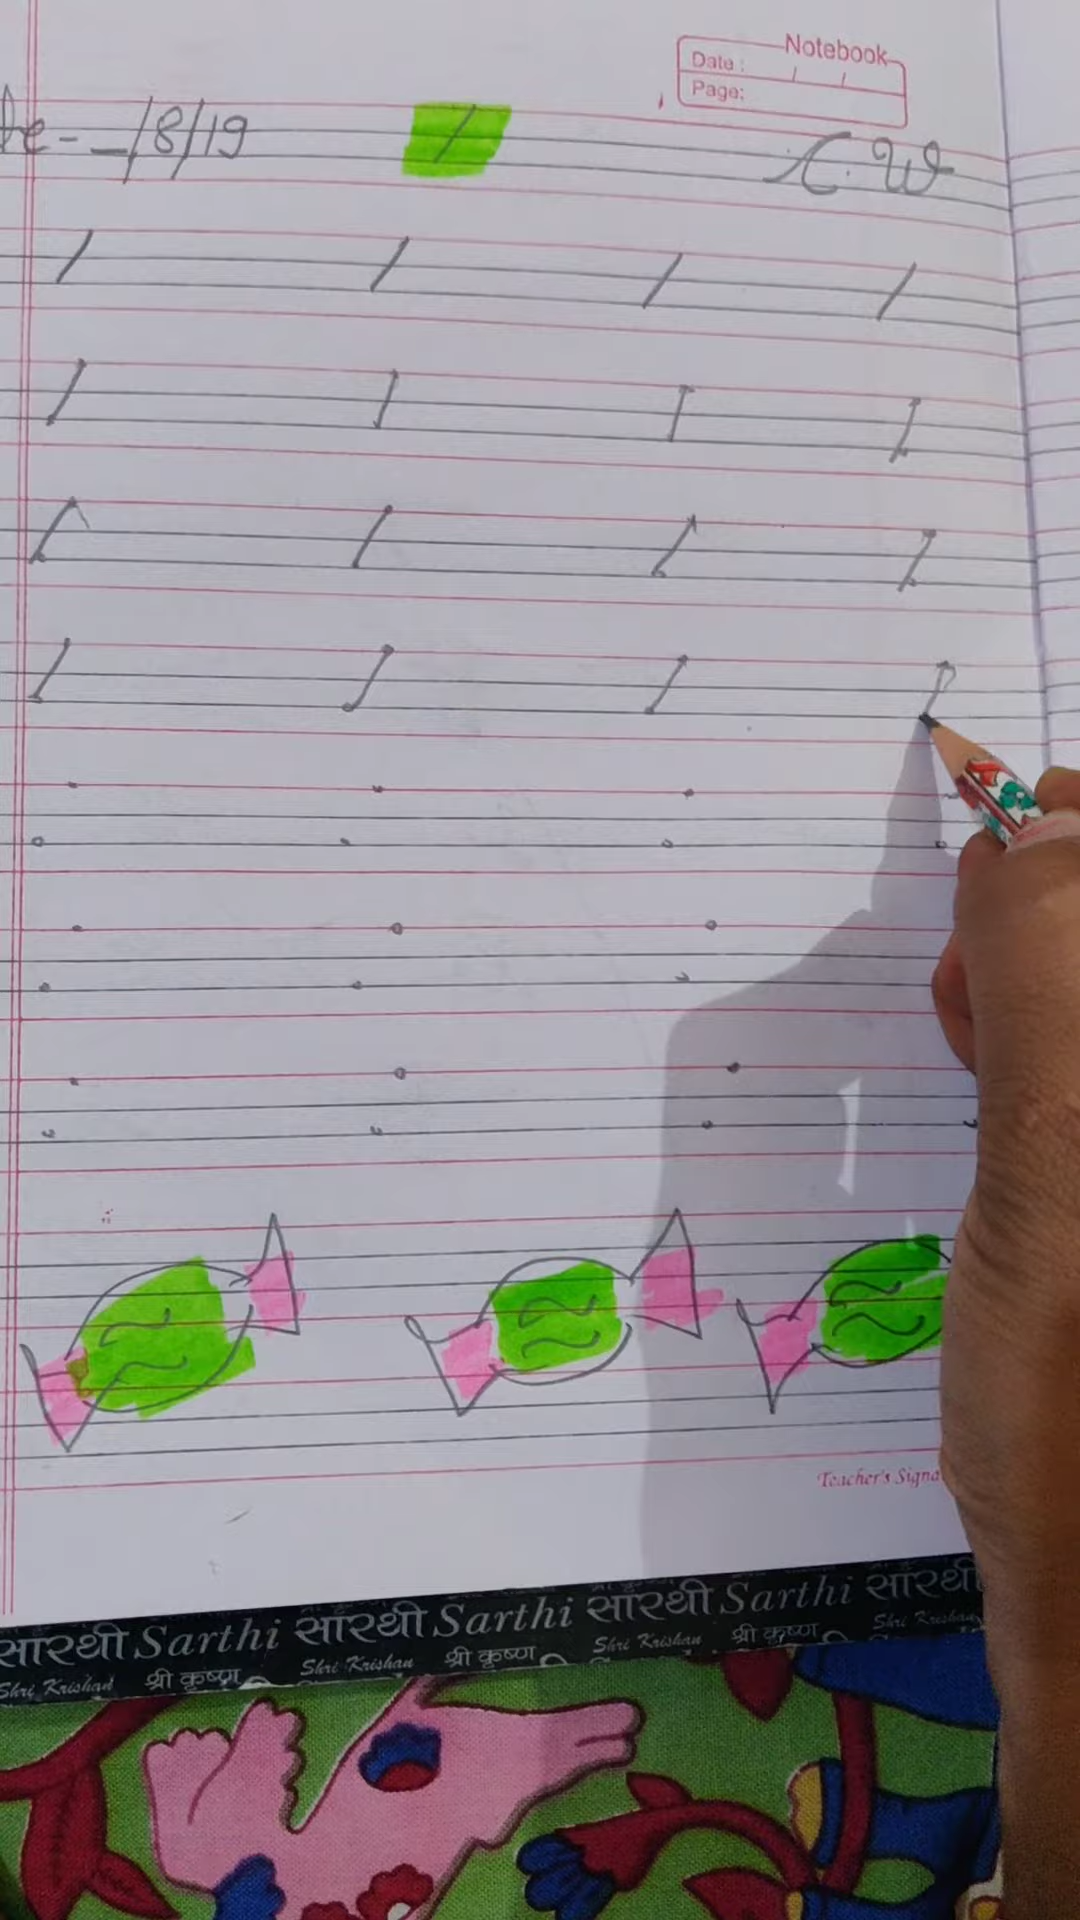 Notebook
Date : / /
Page:
te - _/8/19
/
C.W
/ / / /
/ / / /
/ / / /
/ / / /
Teacher's Signa
सारथी Sarthi सारथी Sarthi सारथी Sarthi सारथी
Shri Krishan श्री कृष्ण Shri Krishan श्री कृष्ण Shri Krishan श्री कृष्ण Shri Krishan